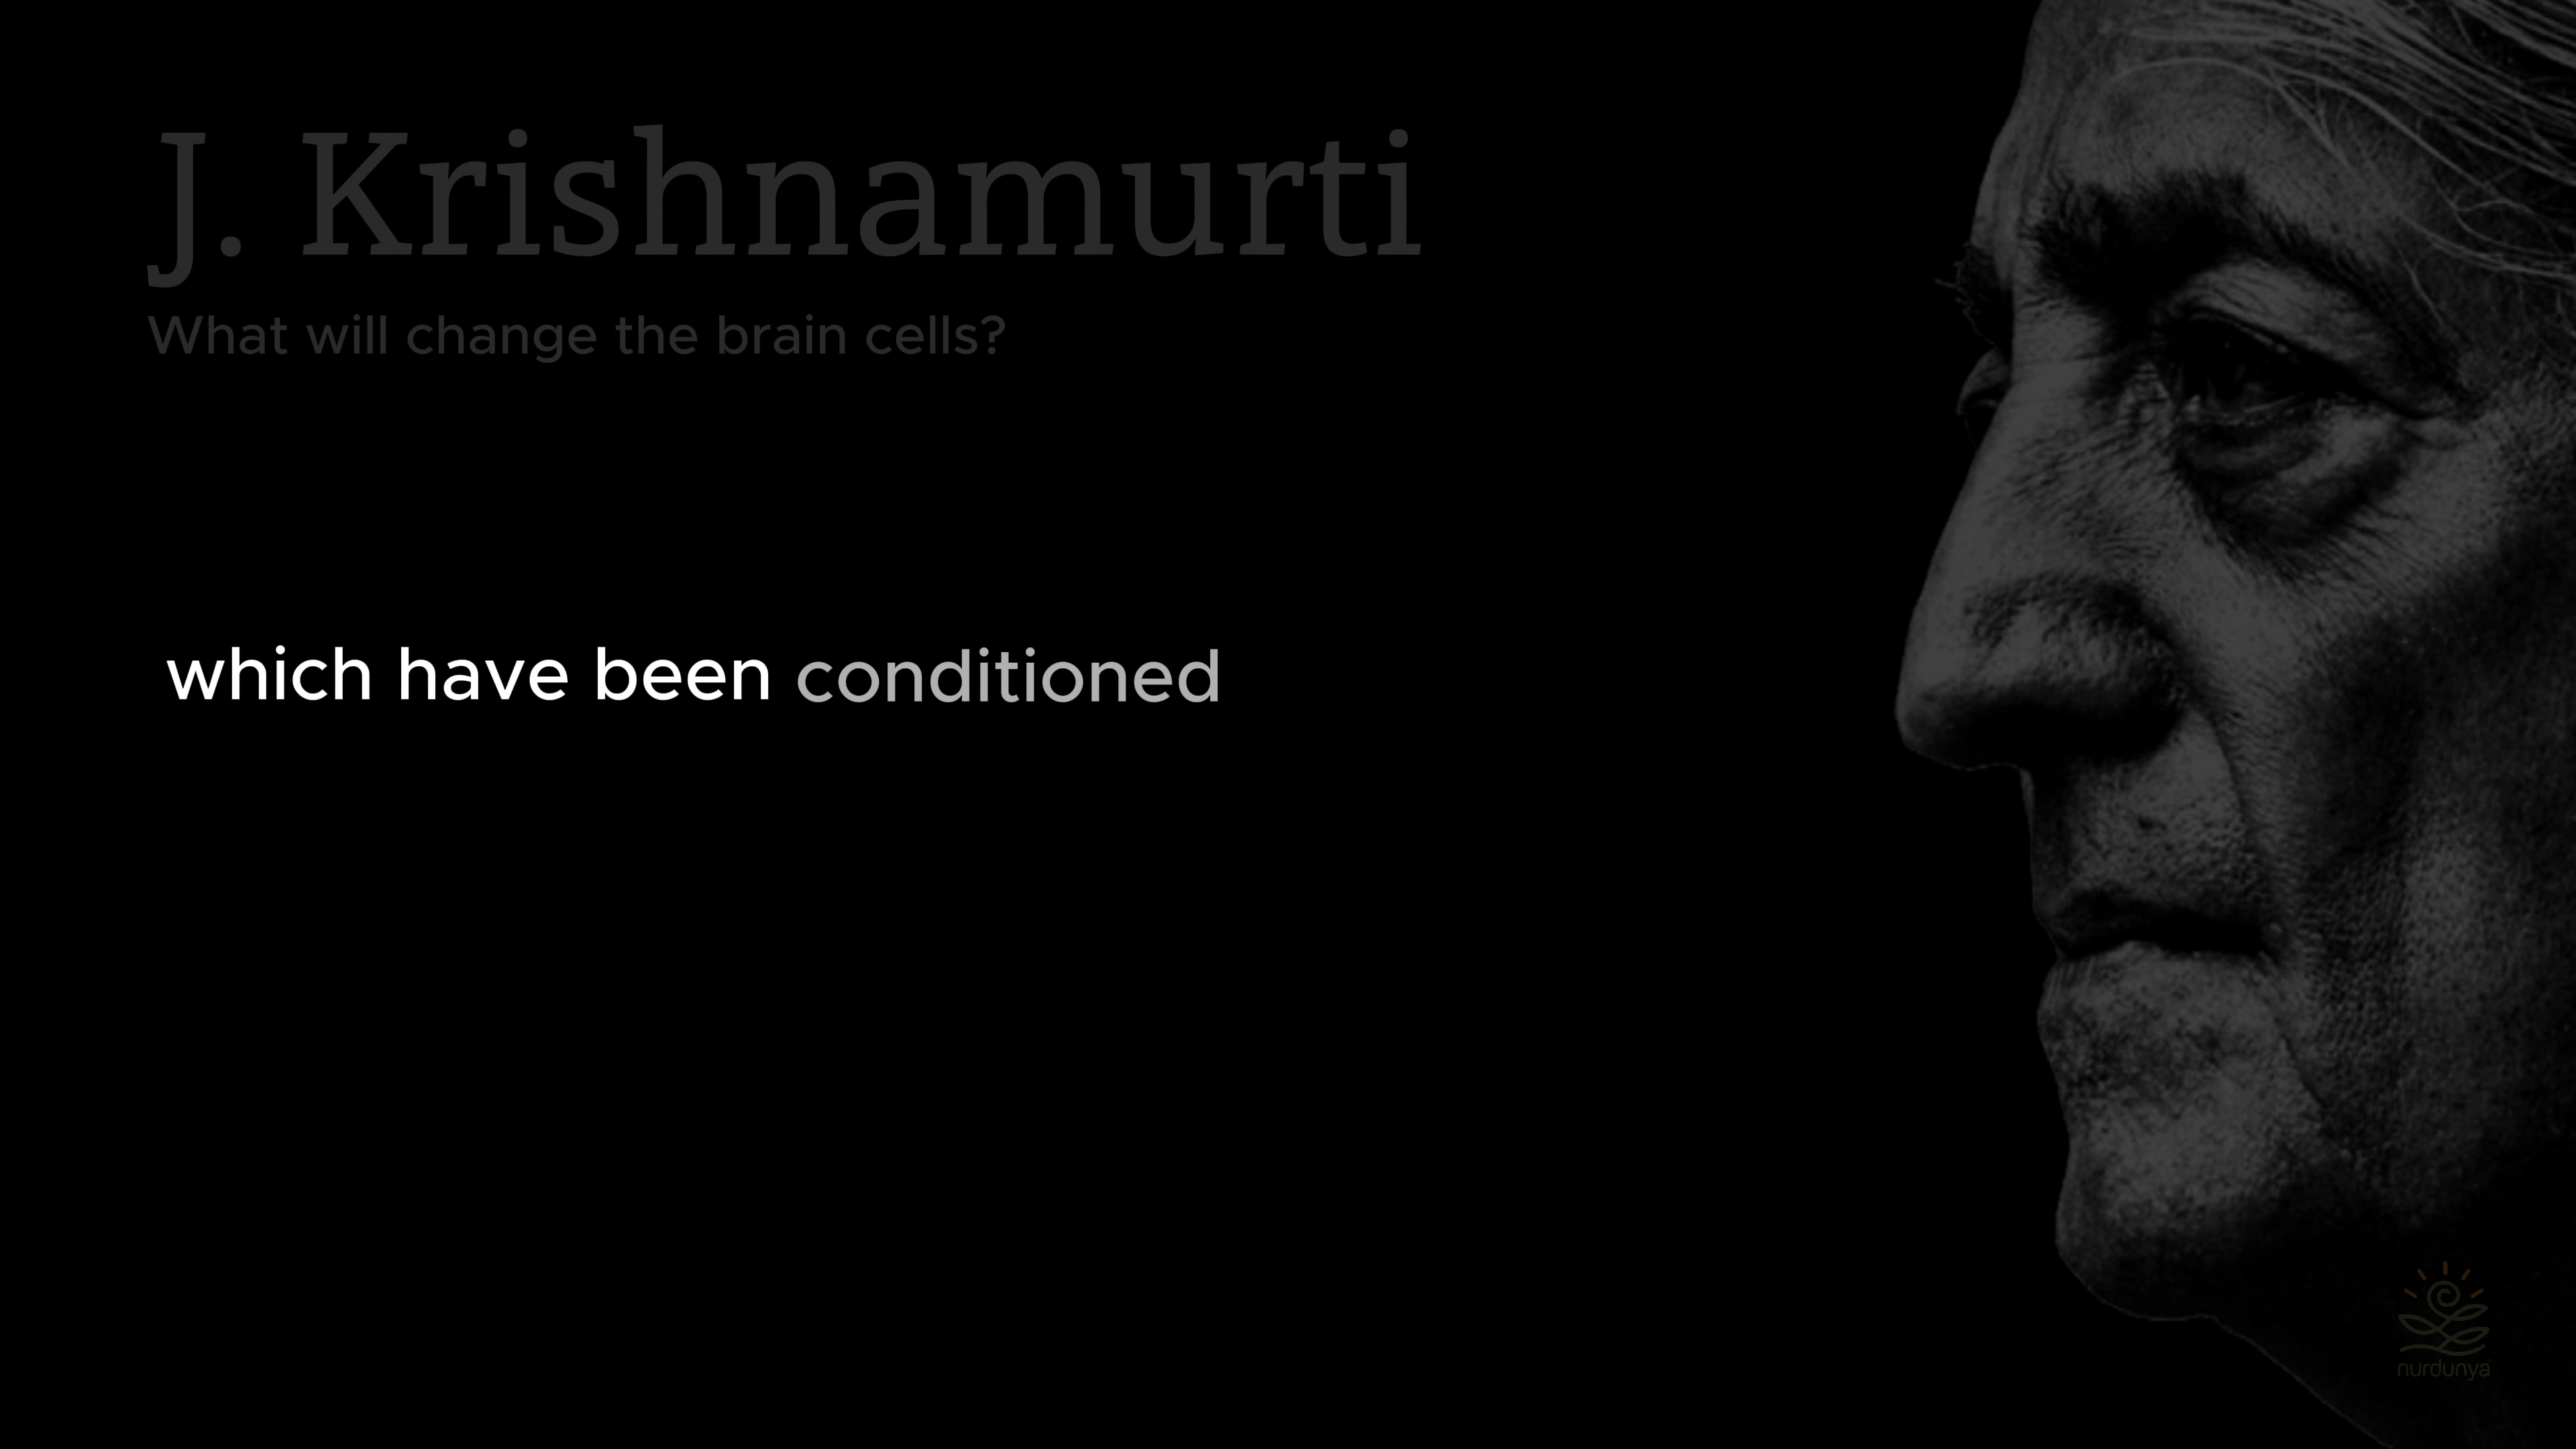 J. Krishnamurti
What will change the brain cells?
which have been conditioned
nurdunya